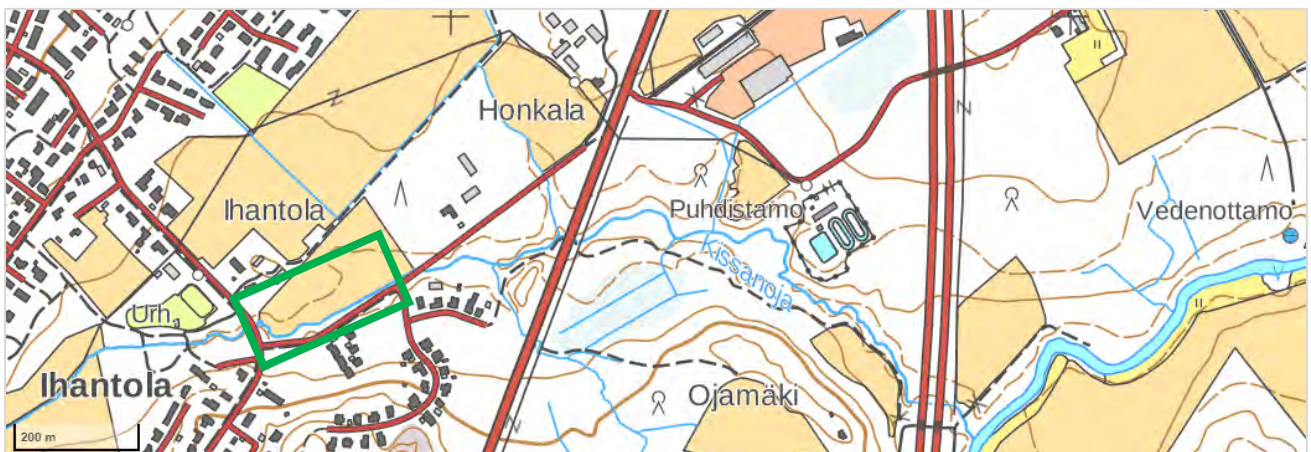 Honkala
Ihantola
Puhdistamo
Vedenottamo
Kissanoja
Urh.
Ihantola
Ojamäki
200 m